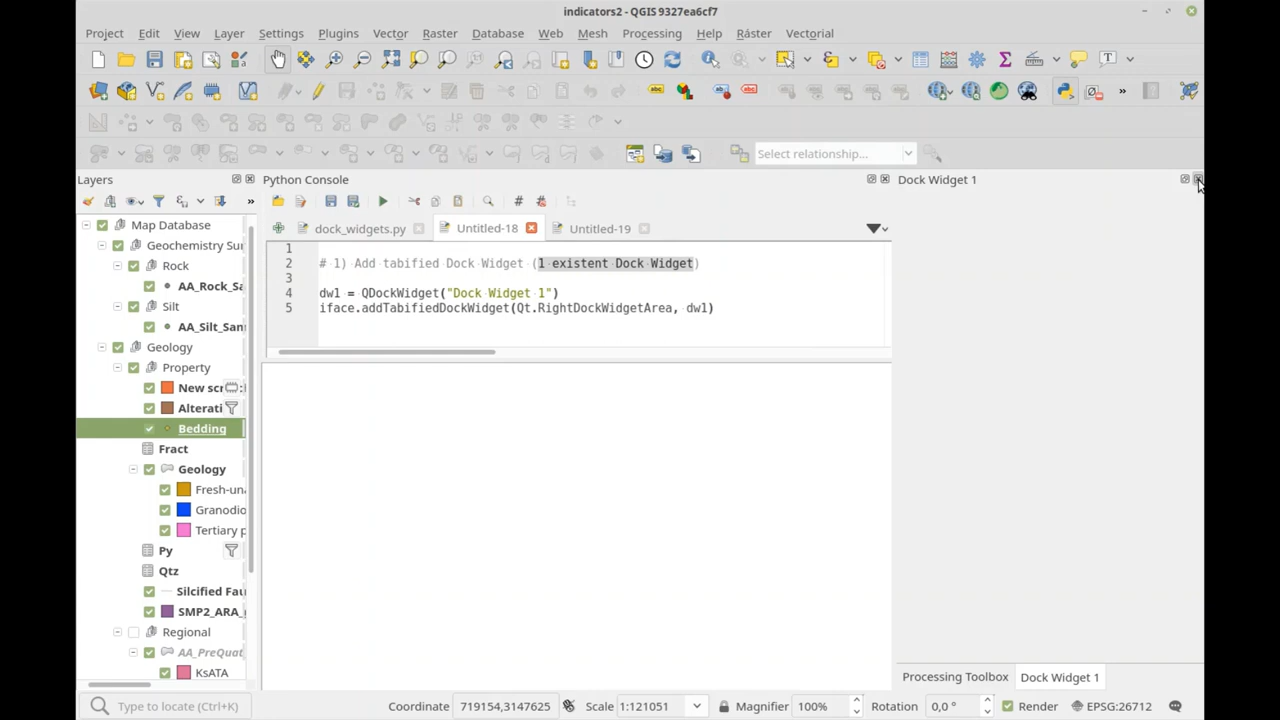 indicators2 - QGIS 9327ea6cf7
Project Edit View Layer Settings Plugins Vector Raster Database Web Mesh Processing Help Ráster Vectorial
Select relationship...
Layers
Python Console
Dock Widget 1
»
dock_widgets.py
Untitled-18
Untitled-19
1
2 # 1) Add tabified Dock Widget (1 existent Dock Widget)
3
4 dw1 = QDockWidget("Dock Widget 1")
5 iface.addTabifiedDockWidget(Qt.RightDockWidgetArea, dw1)
Map Database
Geochemistry Sur
Rock
AA_Rock_Sa
Silt
AA_Silt_San
Geology
Property
New scr
Alterati
Bedding
Fract
Geology
Fresh-una
Granodio
Tertiary p
Py
Qtz
Silcified Fau
SMP2_ARA_
Regional
AA_PreQuat
KsATA
Processing Toolbox Dock Widget 1
Type to locate (Ctrl+K) Coordinate 719154,3147625 Scale 1:121051 Magnifier 100% Rotation 0,0 ° Render EPSG:26712